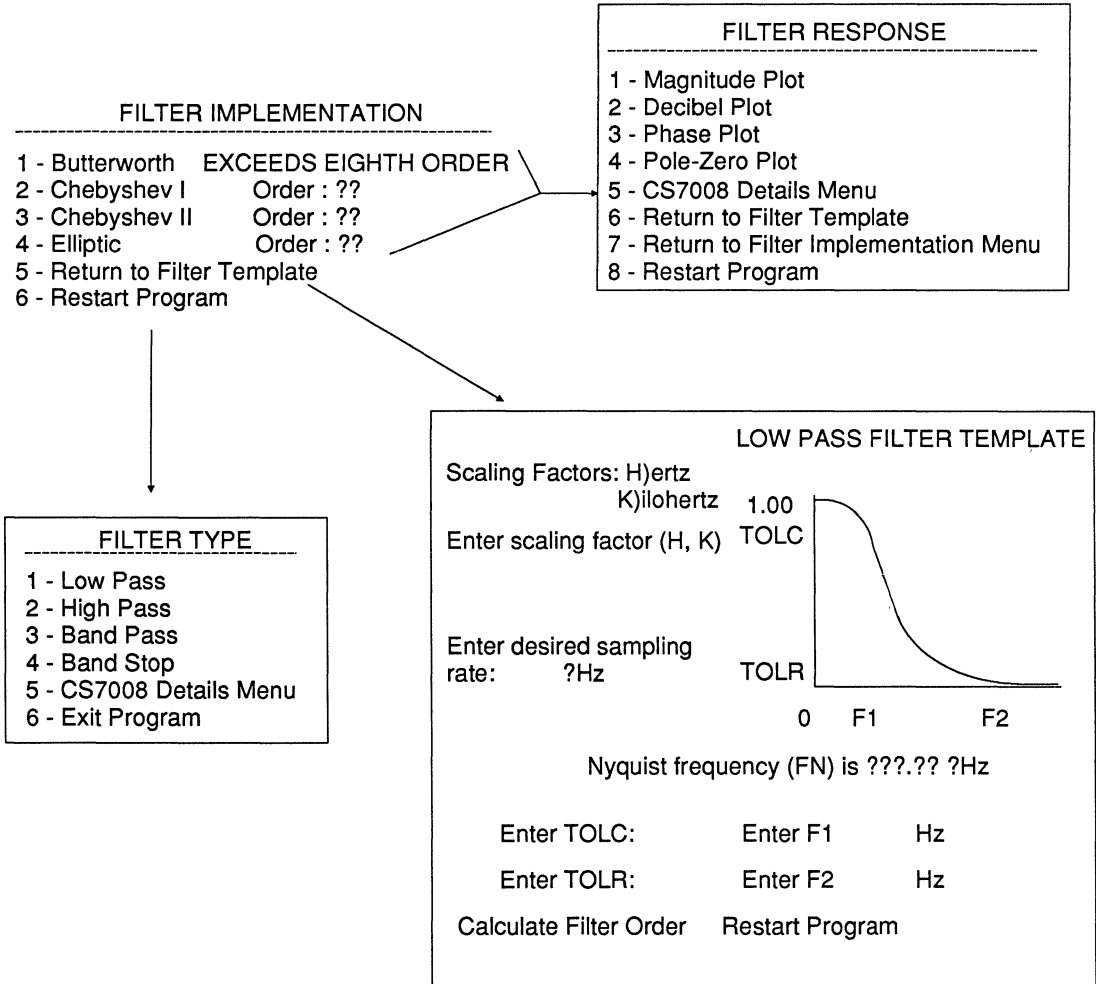 FILTER IMPLEMENTATION
1 - Butterworth EXCEEDS EIGHTH ORDER
2 - Chebyshev I Order : ??
3 - Chebyshev II Order : ??
4 - Elliptic Order : ??
5 - Return to Filter Template
6 - Restart Program
FILTER RESPONSE
1 - Magnitude Plot
2 - Decibel Plot
3 - Phase Plot
4 - Pole-Zero Plot
5 - CS7008 Details Menu
6 - Return to Filter Template
7 - Return to Filter Implementation Menu
8 - Restart Program
FILTER TYPE
1 - Low Pass
2 - High Pass
3 - Band Pass
4 - Band Stop
5 - CS7008 Details Menu
6 - Exit Program
LOW PASS FILTER TEMPLATE
Scaling Factors: H)ertz
K)ilohertz
Enter scaling factor (H, K)
Enter desired sampling
rate: ?Hz
1.00
TOLC
TOLR
0 F1 F2
Nyquist frequency (FN) is ???.?? ?Hz
Enter TOLC: Enter F1 Hz
Enter TOLR: Enter F2 Hz
Calculate Filter Order Restart Program